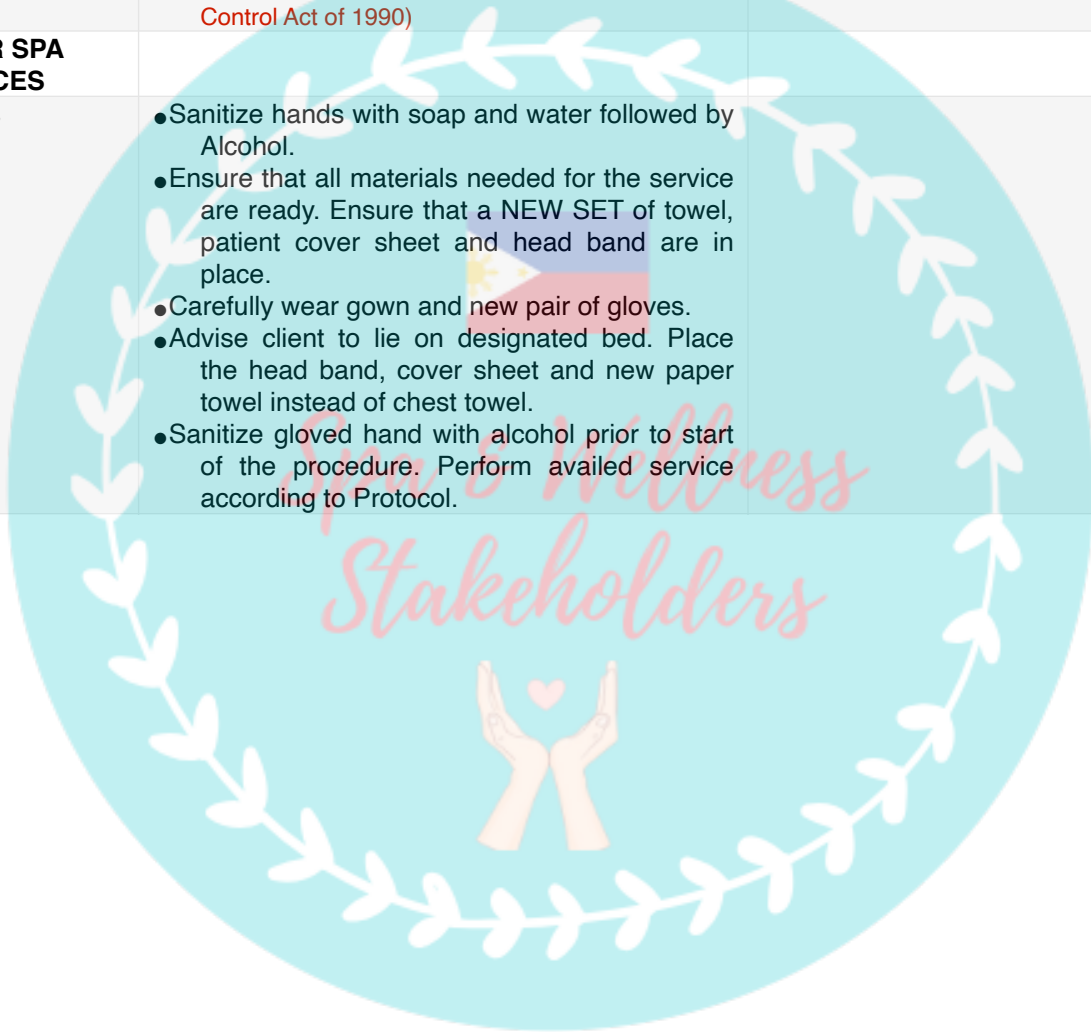 Control Act of 1990)
R SPA
CES
●Sanitize hands with soap and water followed by
Alcohol.
●Ensure that all materials needed for the service
are ready. Ensure that a NEW SET of towel,
patient cover sheet and head band are in
place.
●Carefully wear gown and new pair of gloves.
●Advise client to lie on designated bed. Place
the head band, cover sheet and new paper
towel instead of chest towel.
●Sanitize gloved hand with alcohol prior to start
of the procedure. Perform availed service
according to Protocol.
Spa & Wellness
Stakeholders